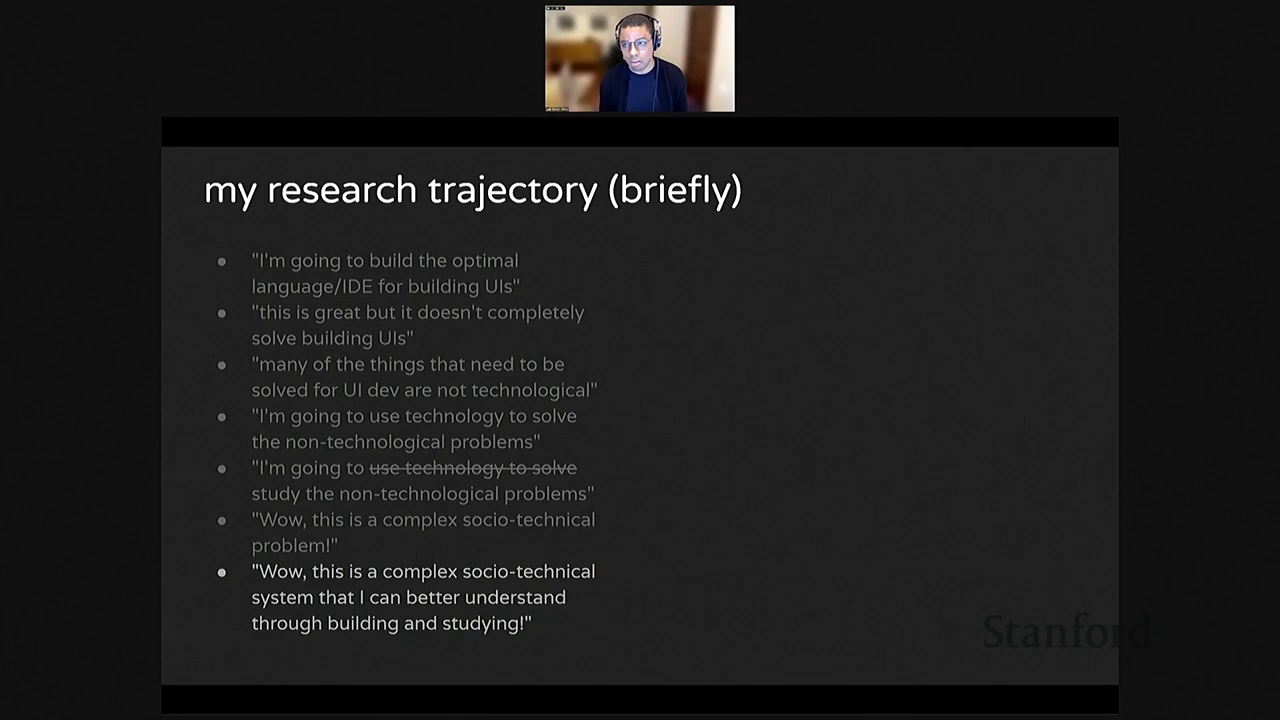 my research trajectory (briefly)
● "I'm going to build the optimal
language/IDE for building UIs"
● "this is great but it doesn't completely
solve building UIs"
● "many of the things that need to be
solved for UI dev are not technological"
● "I'm going to use technology to solve
the non-technological problems"
● "I'm going to use technology to solve
study the non-technological problems"
● "Wow, this is a complex socio-technical
problem!"
● "Wow, this is a complex socio-technical
system that I can better understand
through building and studying!"
Stanford